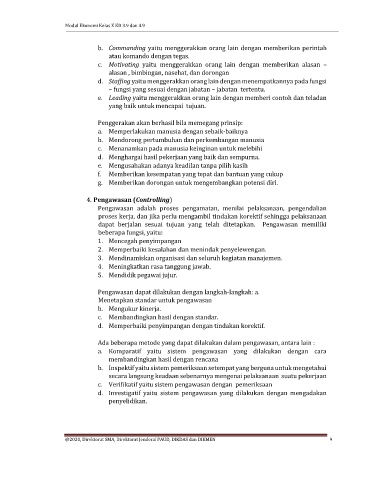 Modul Ekonomi Kelas X KD 3.9 dan 4.9
b. Commanding yaitu menggerakkan orang lain dengan memberikan perintah
atau komando dengan tegas.
c. Motivating yaitu menggerakkan orang lain dengan memberikan alasan –
alasan , bimbingan, nasehat, dan dorongan
d. Staffing yaitu menggerakkan orang lain dengan menempatkannya pada fungsi
– fungsi yang sesuai dengan jabatan – jabatan tertentu.
e. Leading yaitu menggerakkan orang lain dengan memberi contoh dan teladan
yang baik untuk mencapai tujuan.
Penggerakan akan berhasil bila memegang prinsip:
a. Memperlakukan manusia dengan sebaik-baiknya
b. Mendorong pertumbuhan dan perkembangan manusia
c. Menanamkan pada manusia keinginan untuk melebihi
d. Menghargai hasil pekerjaan yang baik dan sempurna.
e. Mengusahakan adanya keadilan tanpa pilih kasih
f. Memberikan kesempatan yang tepat dan bantuan yang cukup
g. Memberikan dorongan untuk mengembangkan potensi diri.
4. Pengawasan (Controlling)
Pengawasan adalah proses pengamatan, menilai pelaksanaan, pengendalian
proses kerja, dan jika perlu mengambil tindakan korektif sehingga pelaksanaan
dapat berjalan sesuai tujuan yang telah ditetapkan. Pengawasan memiliki
beberapa fungsi, yaitu:
1. Mencegah penyimpangan
2. Memperbaiki kesalahan dan menindak penyelewengan.
3. Mendinamiskan organisasi dan seluruh kegiatan manajemen.
4. Meningkatkan rasa tanggung jawab.
5. Mendidik pegawai jujur.
Pengawasan dapat dilakukan dengan langkah-langkah: a.
Menetapkan standar untuk pengawasan
b. Mengukur kinerja.
c. Membandingkan hasil dengan standar.
d. Memperbaiki penyimpangan dengan tindakan korektif.
Ada beberapa metode yang dapat dilakukan dalam pengawasan, antara lain :
a. Komparatif yaitu sistem pengawasan yang dilakukan dengan cara
membandingkan hasil dengan rencana
b. Inspektif yaitu sistem pemeriksaan setempat yang berguna untuk mengetahui
secara langsung keadaan sebenarnya mengenai pelaksanaan suatu pekerjaan
c. Verifikatif yaitu sistem pengawasan dengan pemeriksaan
d. Investigatif yaitu sistem pengawasan yang dilakukan dengan mengadakan
penyelidikan.
@2020, Direktorat SMA, Direktorat Jenderal PAUD, DIKDAS dan DIKMEN 9